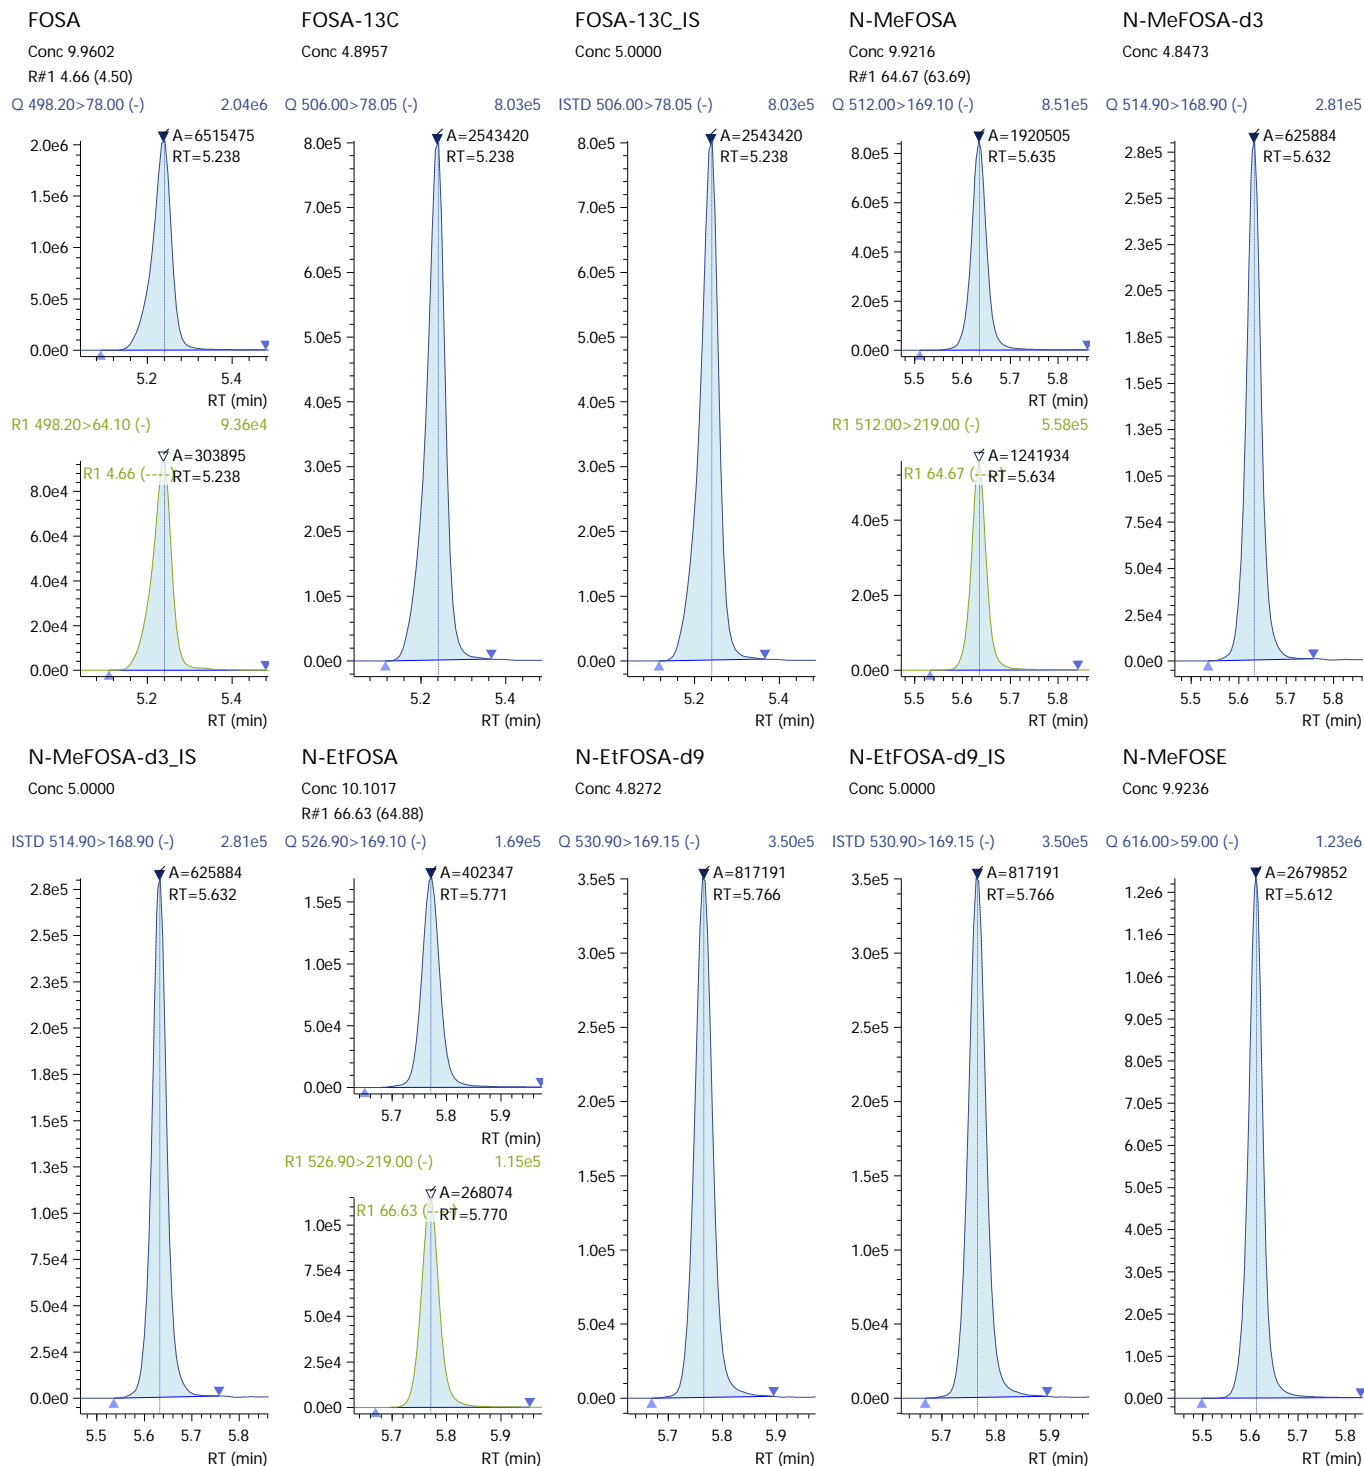 FOSA
Conc 9.9602
R#1 4.66 (4.50)
Q 498.20>78.00 (-) 2.04e6
A=6515475
RT=5.238
2.0e6
1.5e6
1.0e6
5.0e5
0.0e0
5.2 5.4
RT (min)
R1 498.20>64.10 (-) 9.36e4
A=303895
R1 4.66 (----)
RT=5.238
8.0e4
6.0e4
4.0e4
2.0e4
0.0e0
5.2 5.4
RT (min)
FOSA-13C
Conc 4.8957
Q 506.00>78.05 (-) 8.03e5
A=2543420
RT=5.238
8.0e5
7.0e5
6.0e5
5.0e5
4.0e5
3.0e5
2.0e5
1.0e5
0.0e0
5.2 5.4
RT (min)
FOSA-13C_IS
Conc 5.0000
ISTD 506.00>78.05 (-) 8.03e5
A=2543420
RT=5.238
8.0e5
7.0e5
6.0e5
5.0e5
4.0e5
3.0e5
2.0e5
1.0e5
0.0e0
5.2 5.4
RT (min)
N-MeFOSA
Conc 9.9216
R#1 64.67 (63.69)
Q 512.00>169.10 (-) 8.51e5
A=1920505
RT=5.635
8.0e5
6.0e5
4.0e5
2.0e5
0.0e0
5.5 5.6 5.7 5.8
RT (min)
R1 512.00>219.00 (-) 5.58e5
A=1241934
R1 64.67
RT=5.634
4.0e5
2.0e5
0.0e0
5.5 5.6 5.7 5.8
RT (min)
N-MeFOSA-d3
Conc 4.8473
Q 514.90>168.90 (-) 2.81e5
A=625884
RT=5.632
2.8e5
2.5e5
2.3e5
2.0e5
1.8e5
1.5e5
1.3e5
1.0e5
7.5e4
5.0e4
2.5e4
0.0e0
5.5 5.6 5.7 5.8
RT (min)
N-MeFOSA-d3_IS
Conc 5.0000
ISTD 514.90>168.90 (-) 2.81e5
A=625884
RT=5.632
2.8e5
2.5e5
2.3e5
2.0e5
1.8e5
1.5e5
1.3e5
1.0e5
7.5e4
5.0e4
2.5e4
0.0e0
5.5 5.6 5.7 5.8
RT (min)
N-EtFOSA
Conc 10.1017
R#1 66.63 (64.88)
Q 526.90>169.10 (-) 1.69e5
A=402347
RT=5.771
1.5e5
1.0e5
5.0e4
0.0e0
5.7 5.8 5.9
RT (min)
R1 526.90>219.00 (-) 1.15e5
A=268074
R1 66.63
RT=5.770
1.0e5
7.5e4
5.0e4
2.5e4
0.0e0
5.7 5.8 5.9
RT (min)
N-EtFOSA-d9
Conc 4.8272
Q 530.90>169.15 (-) 3.50e5
A=817191
RT=5.766
3.5e5
3.0e5
2.5e5
2.0e5
1.5e5
1.0e5
5.0e4
0.0e0
5.7 5.8 5.9
RT (min)
N-EtFOSA-d9_IS
Conc 5.0000
ISTD 530.90>169.15 (-) 3.50e5
A=817191
RT=5.766
3.5e5
3.0e5
2.5e5
2.0e5
1.5e5
1.0e5
5.0e4
0.0e0
5.7 5.8 5.9
RT (min)
N-MeFOSE
Conc 9.9236
Q 616.00>59.00 (-) 1.23e6
A=2679852
RT=5.612
1.2e6
1.1e6
1.0e6
9.0e5
8.0e5
7.0e5
6.0e5
5.0e5
4.0e5
3.0e5
2.0e5
1.0e5
0.0e0
5.5 5.6 5.7 5.8
RT (min)